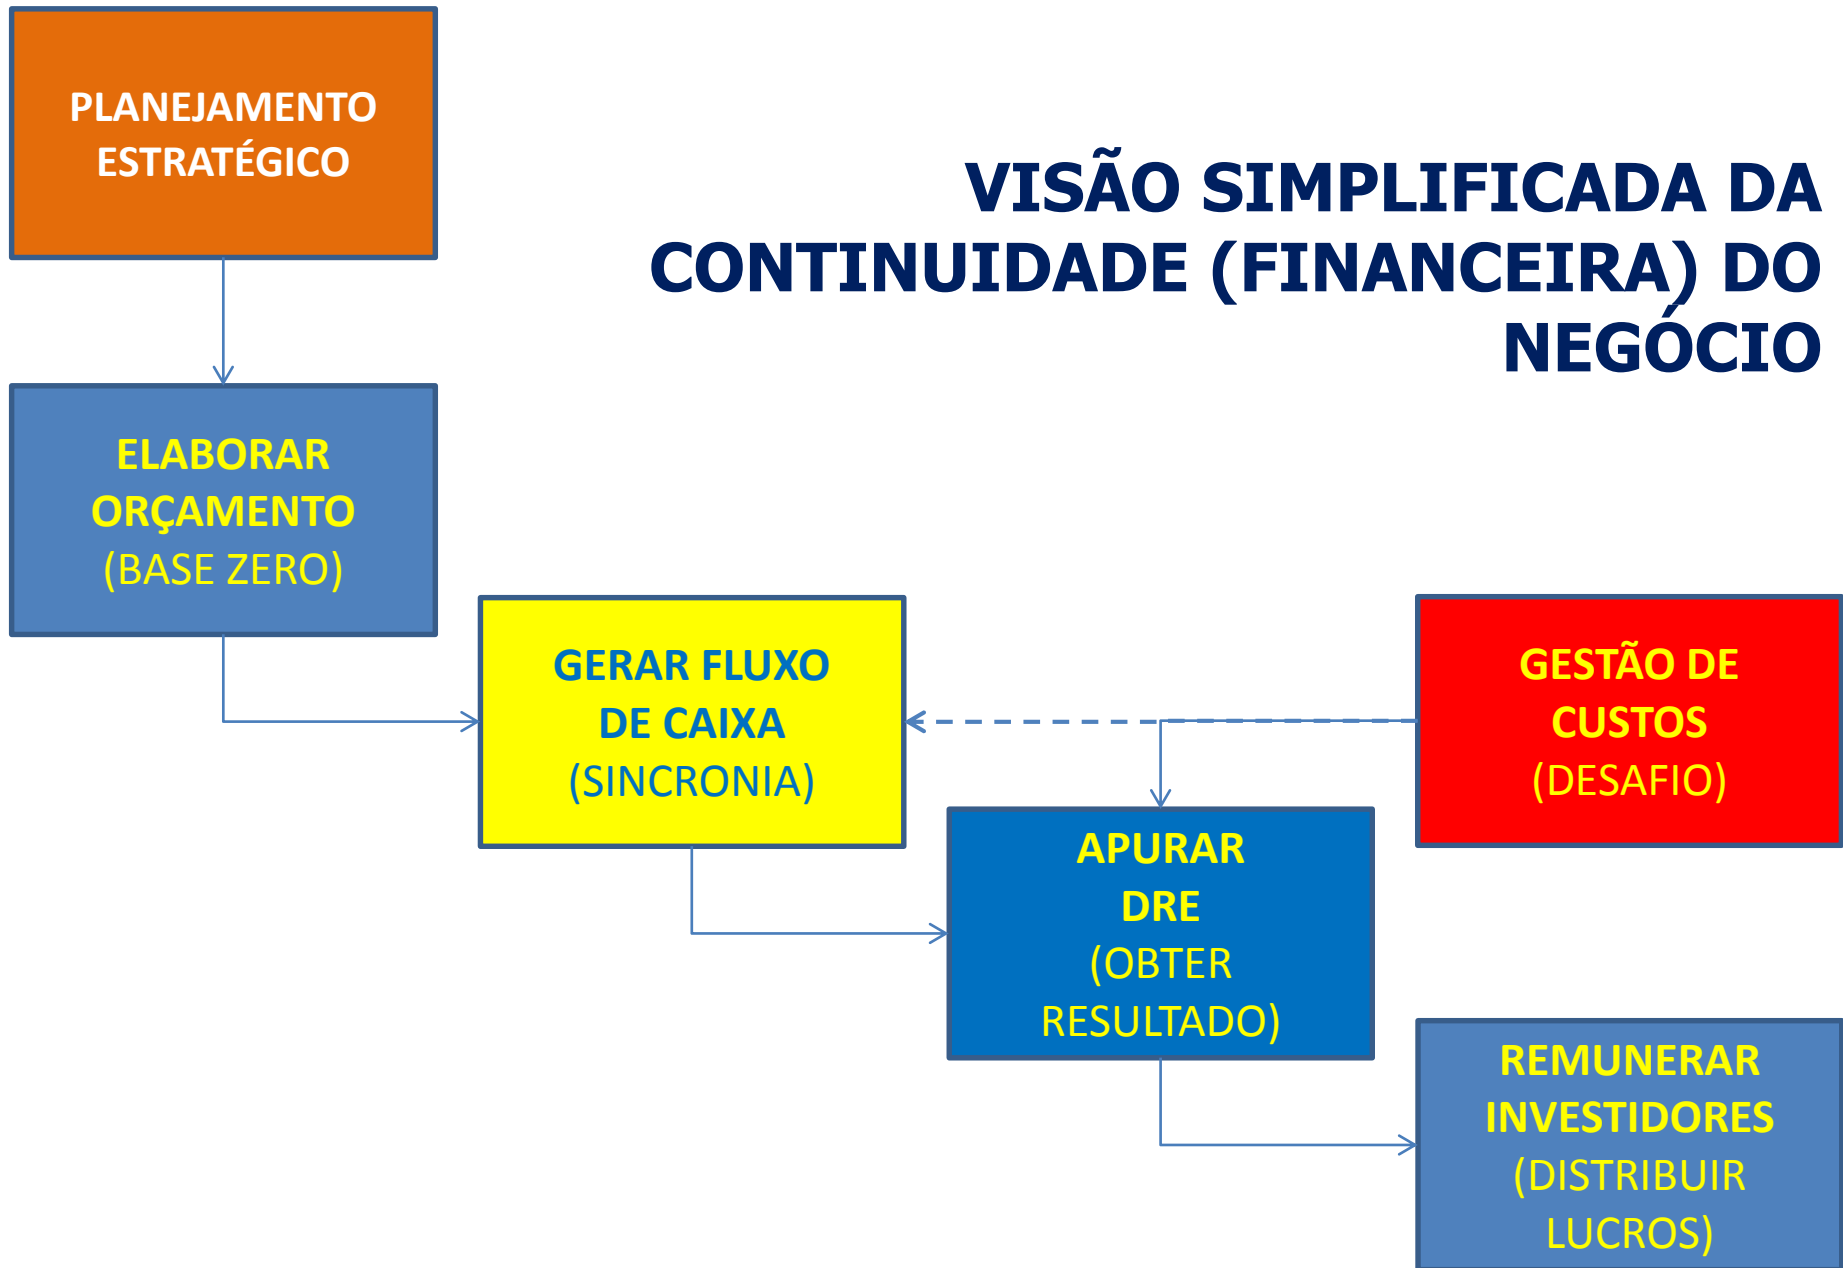 PLANEJAMENTO
ESTRATÉGICO
VISÃO SIMPLIFICADA DA
CONTINUIDADE (FINANCEIRA) DO
NEGÓCIO
ELABORAR
ORÇAMENTO
(BASE ZERO)
GERAR FLUXO
DE CAIXA
(SINCRONIA)
GESTÃO DE
CUSTOS
(DESAFIO)
APURAR
DRE
(OBTER
RESULTADO)
REMUNERAR
INVESTIDORES
(DISTRIBUIR
LUCROS)